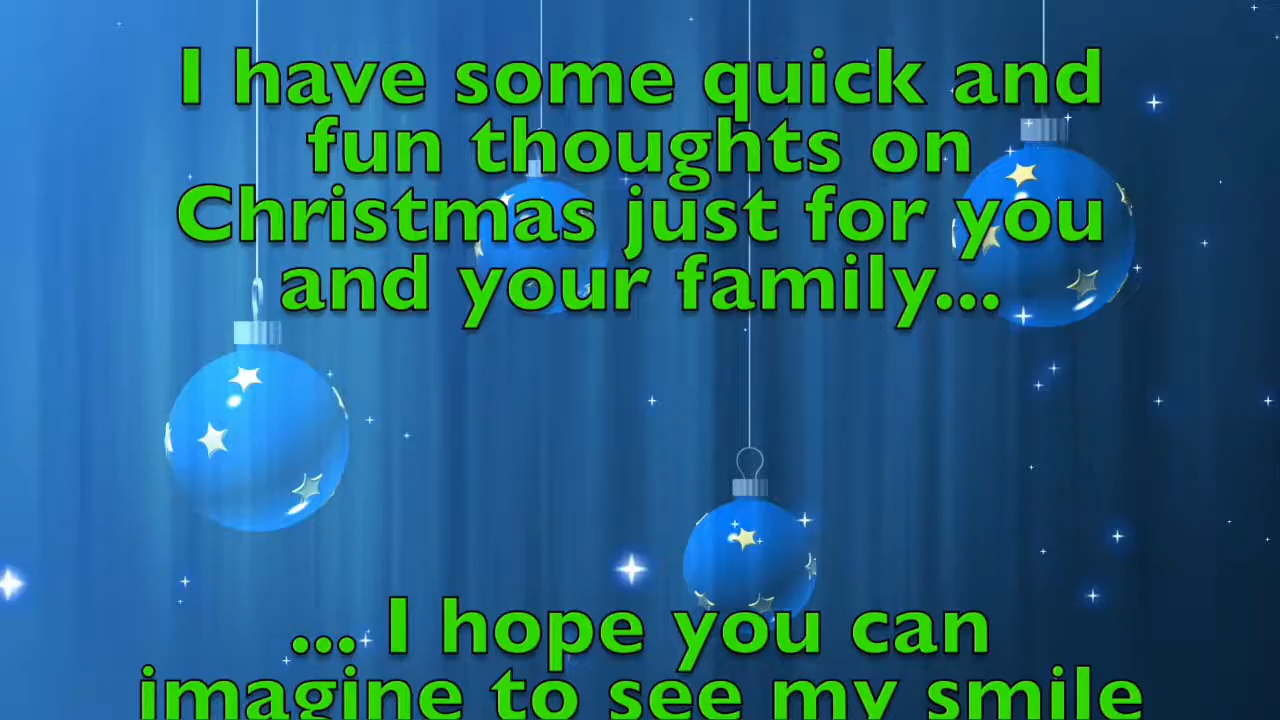 I have some quick and
fun thoughts on
Christmas just for you
and your family...
... I hope you can
imagine to see my smile